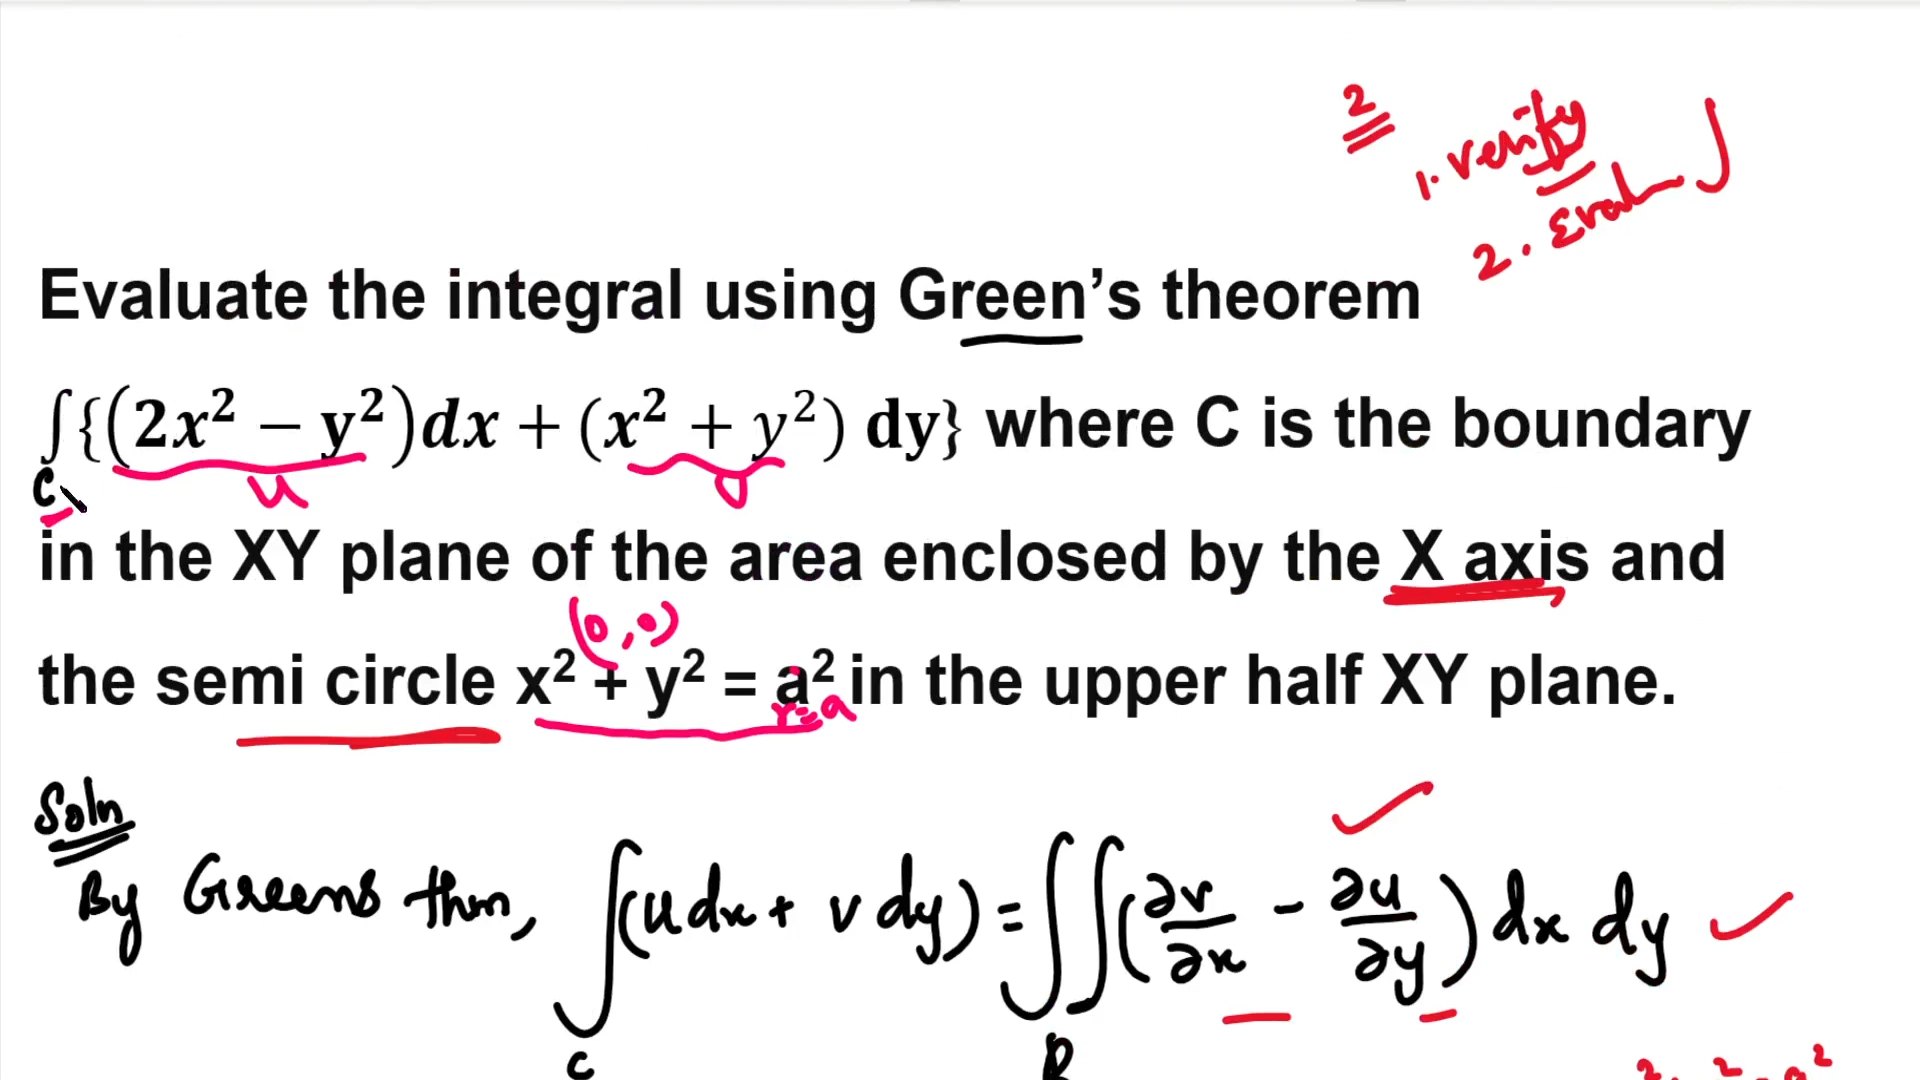 2
1. verify
2. Eval ∫
Evaluate the integral using Green’s theorem
∫{(2x² − y²)dx + (x² + y²) dy} where C is the boundary
C
u
v
in the XY plane of the area enclosed by the X axis and
(0,0)
the semi circle x² + y² = a² in the upper half XY plane.
r=a
Soln
By Greens thm, ∫(u dx + v dy) = ∬(∂v/∂x − ∂u/∂y) dx dy
C R